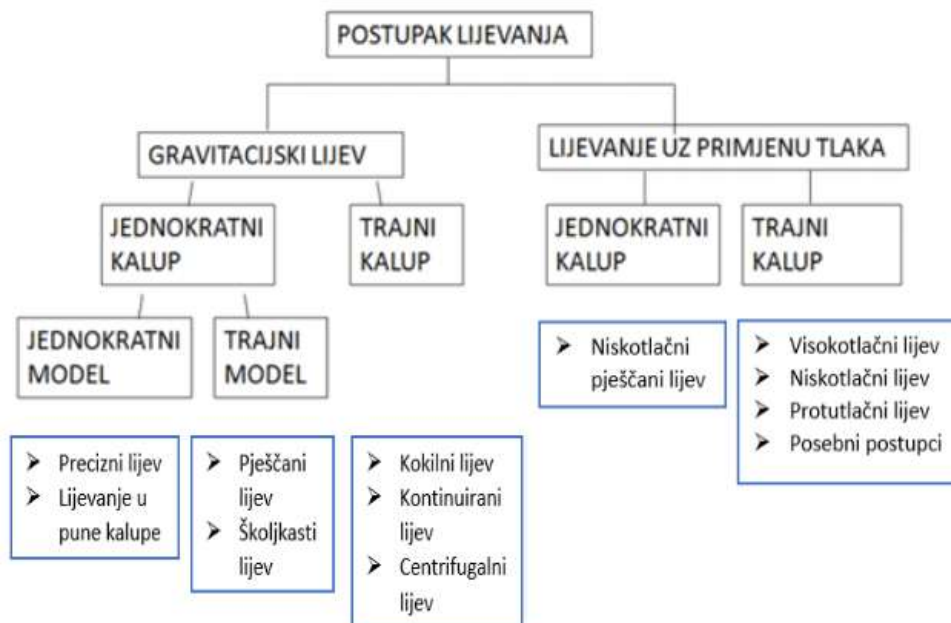 POSTUPAK LIJEVANJA
GRAVITACIJSKI LIJEV
LIJEVANJE UZ PRIMJENU TLAKA
JEDNOKRATNI
KALUP
TRAJNI
KALUP
JEDNOKRATNI
KALUP
TRAJNI
KALUP
JEDNOKRATNI
MODEL
TRAJNI
MODEL
Niskotlačni
pješčani lijev
Visokotlačni lijev
Niskotlačni lijev
Protutlačni lijev
Posebni postupci
Precizni lijev
Lijevanje u
pune kalupe
Pješčani
lijev
Školjkasti
lijev
Kokilni lijev
Kontinuirani
lijev
Centrifugalni
lijev